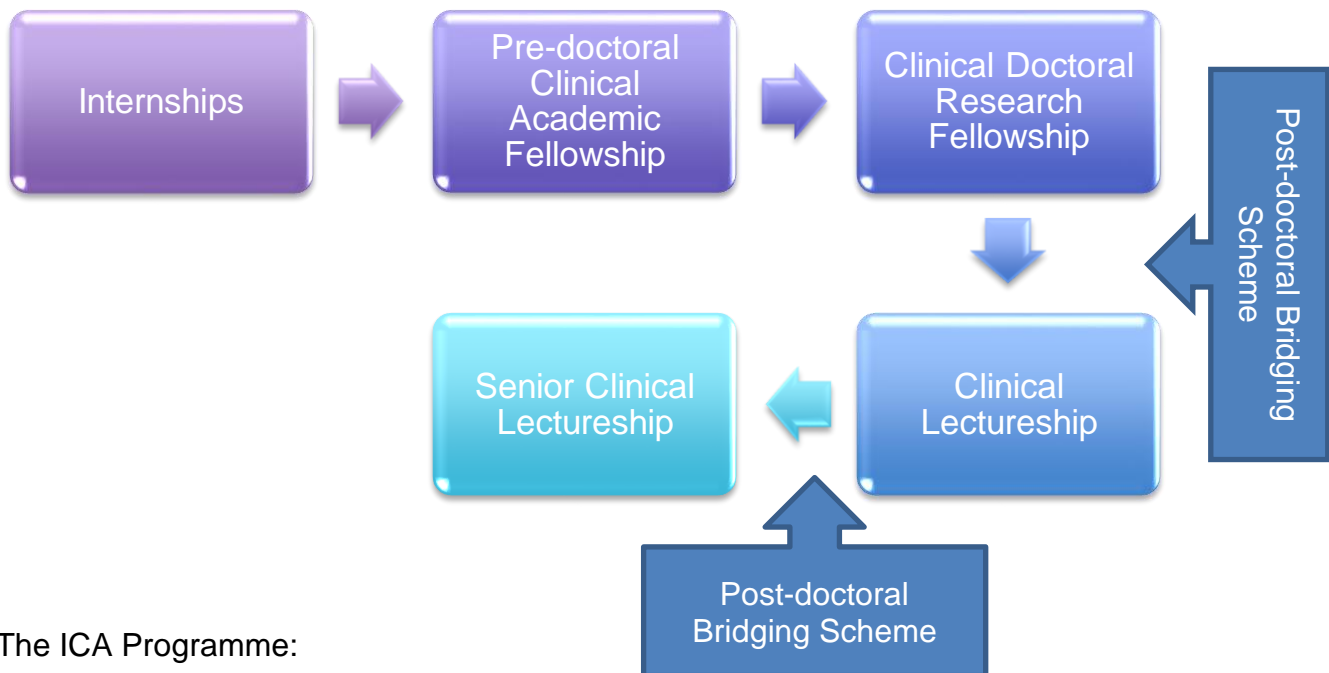 Internships
Pre-doctoral
Clinical
Academic
Fellowship
Clinical Doctoral
Research
Fellowship
Post-doctoral Bridging
Scheme
Senior Clinical
Lectureship
Clinical
Lectureship
Post-doctoral
Bridging Scheme
The ICA Programme: